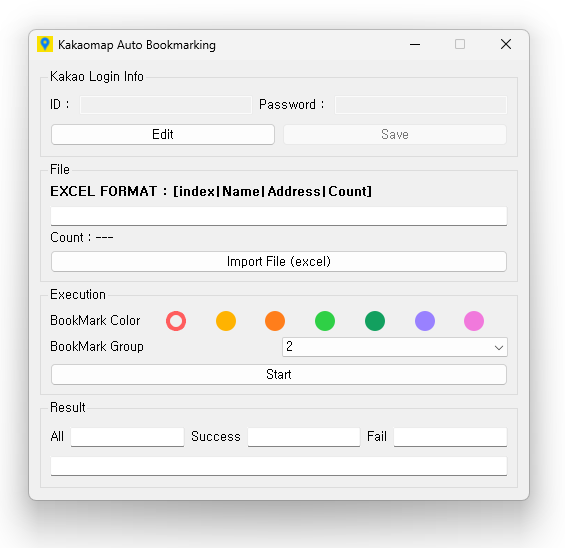 Kakaomap Auto Bookmarking
Kakao Login Info
ID : Password :
Edit Save
File
EXCEL FORMAT : [index|Name|Address|Count]
Count : ---
Import File (excel)
Execution
BookMark Color
BookMark Group 2
Start
Result
All Success Fail